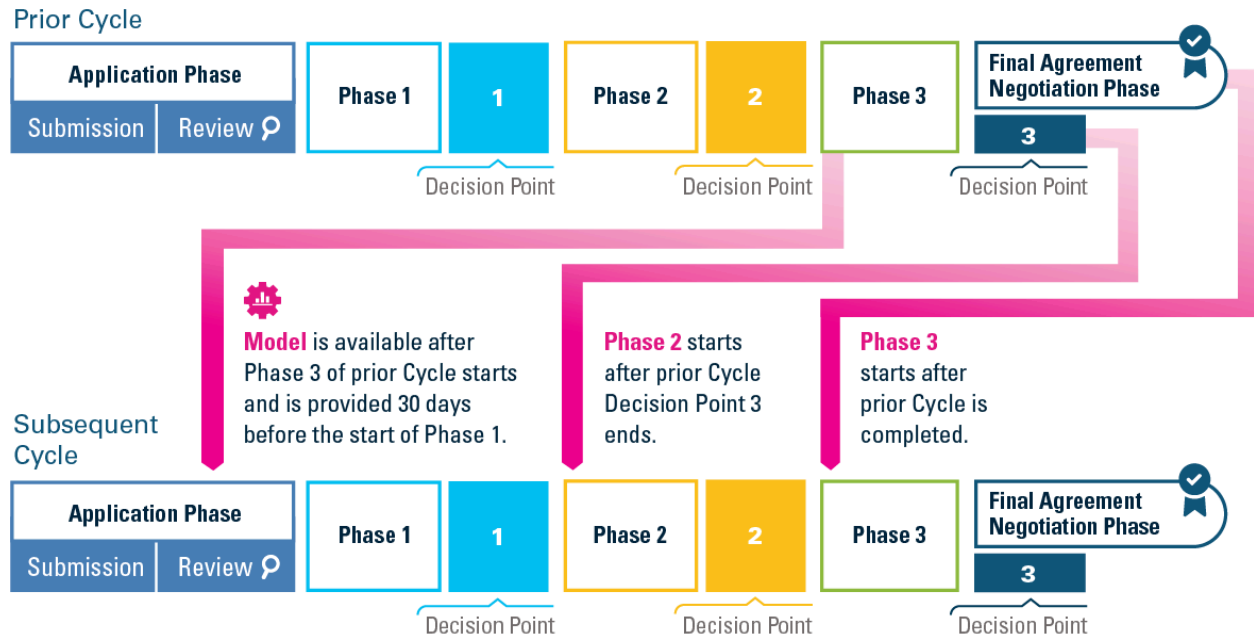 Prior Cycle
Application Phase
Submission
Review
Phase 1
1
Phase 2
2
Phase 3
Final Agreement
Negotiation Phase
3
Decision Point
Decision Point
Decision Point
Model is available after
Phase 3 of prior Cycle starts
and is provided 30 days
before the start of Phase 1.
Phase 2 starts
after prior Cycle
Decision Point 3
ends.
Phase 3
starts after
prior Cycle is
completed.
Subsequent
Cycle
Application Phase
Submission
Review
Phase 1
1
Phase 2
2
Phase 3
Final Agreement
Negotiation Phase
3
Decision Point
Decision Point
Decision Point